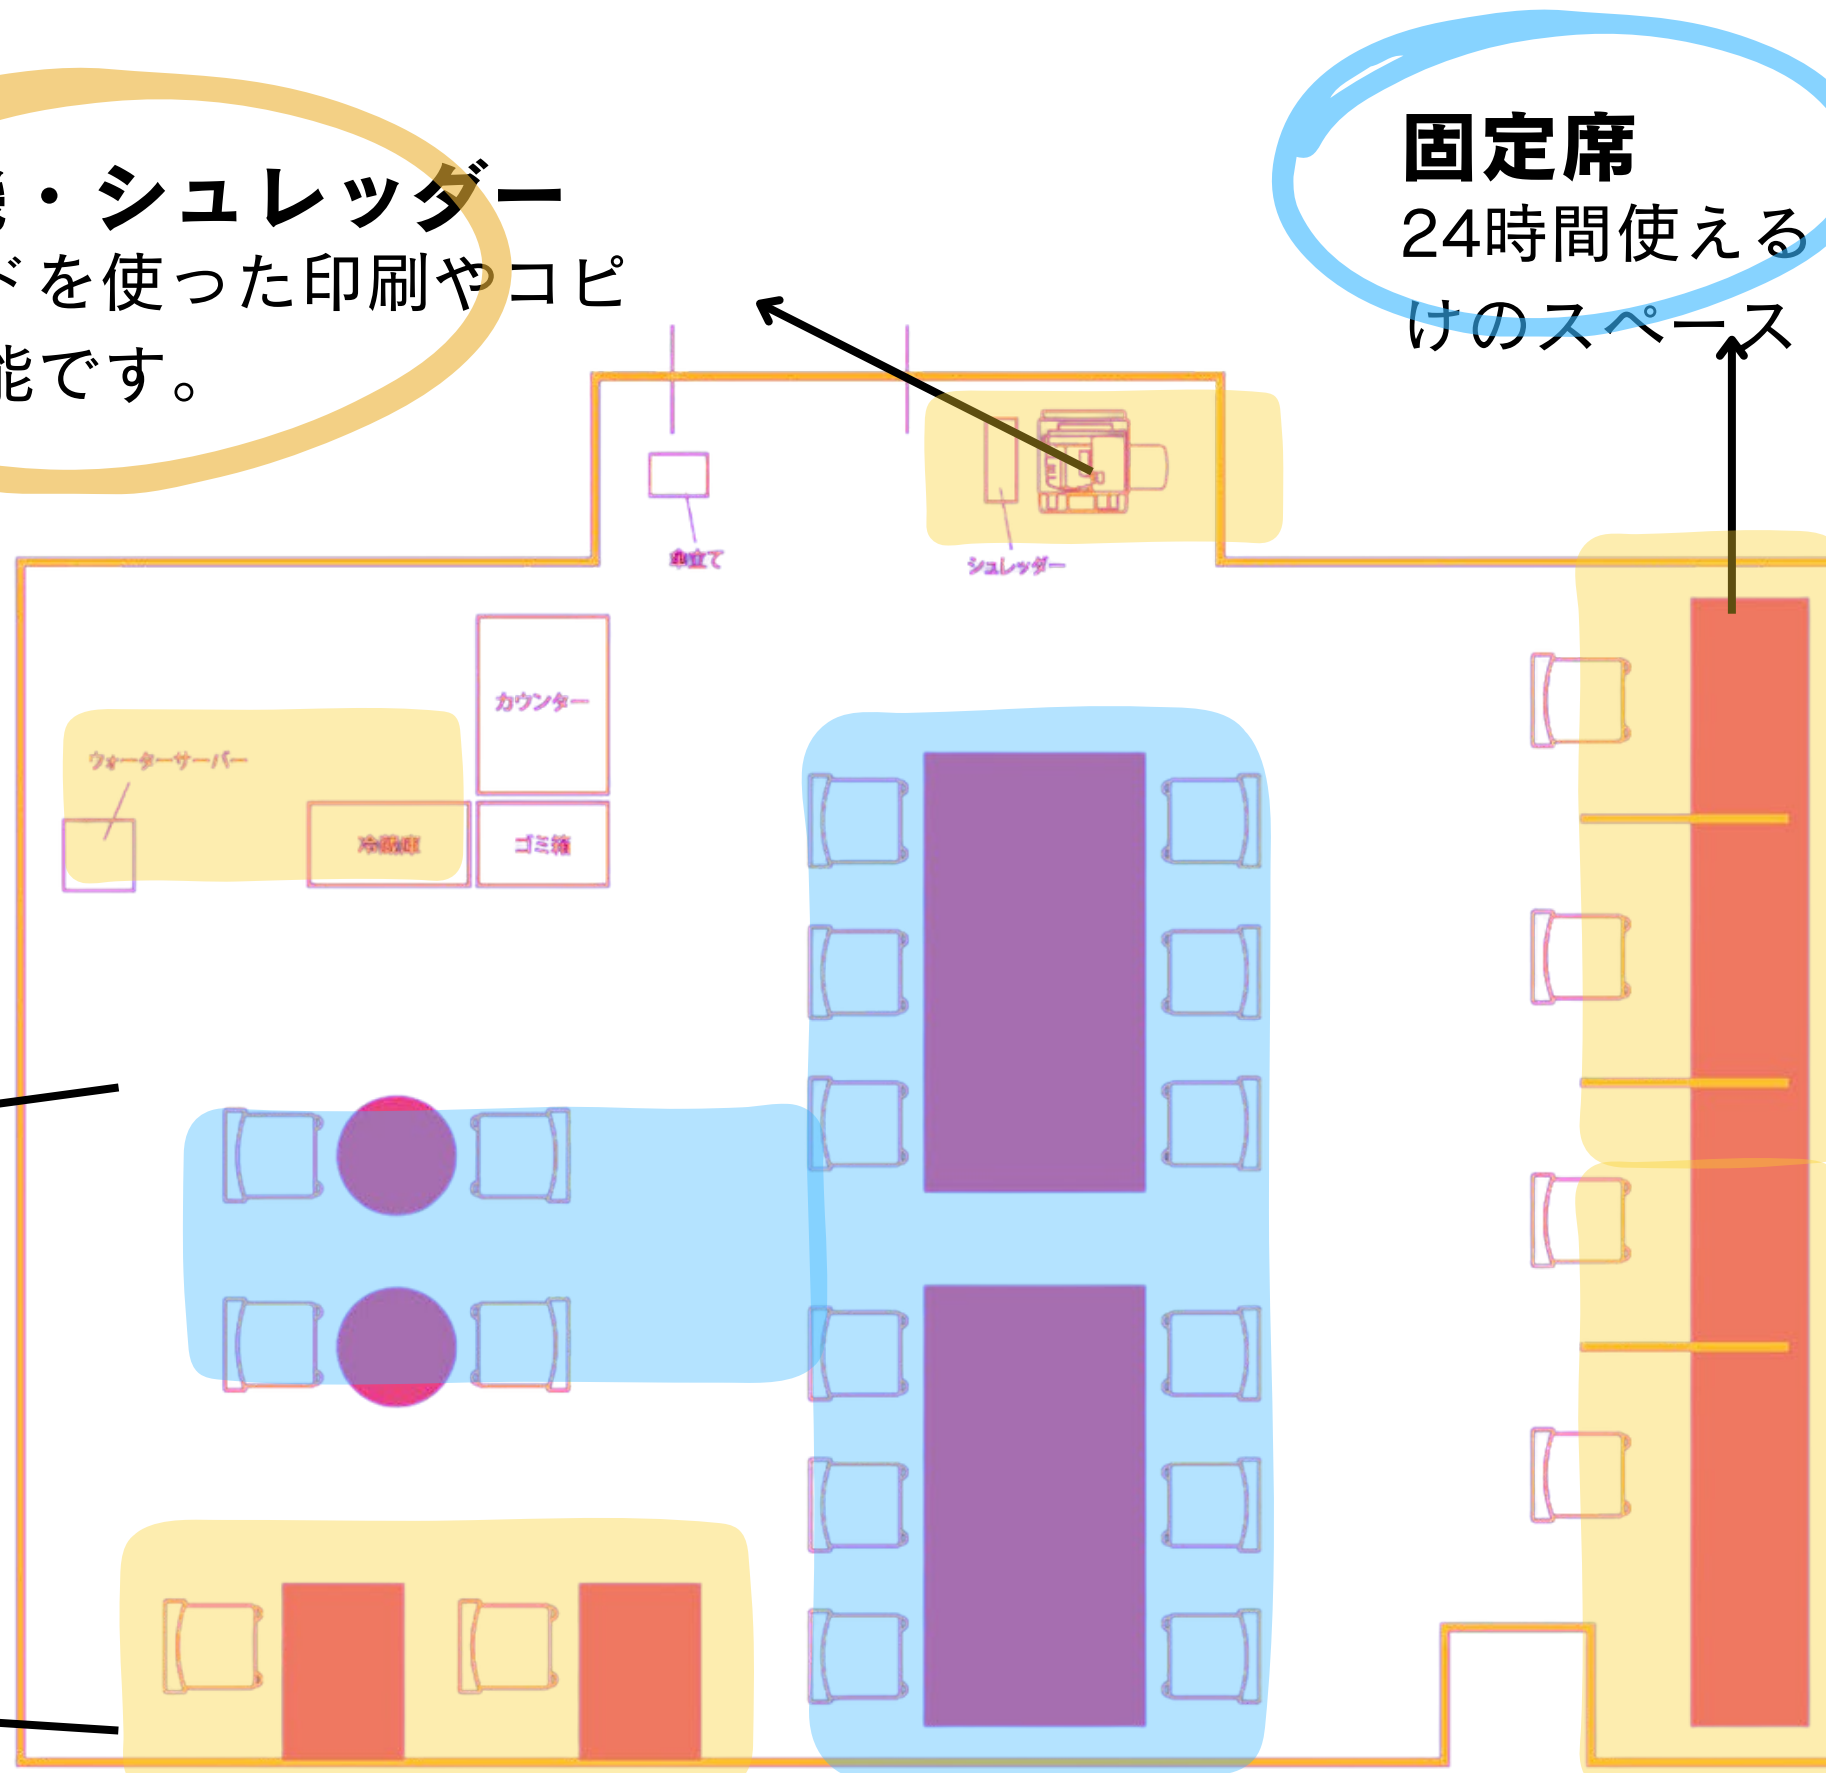 ・シュレッダー
ドを使った印刷やコピ
能です。
固定席
24時間使える
けのスペース
傘立て
シュレッダー
カウンター
ウォーターサーバー
冷蔵庫
ゴミ箱